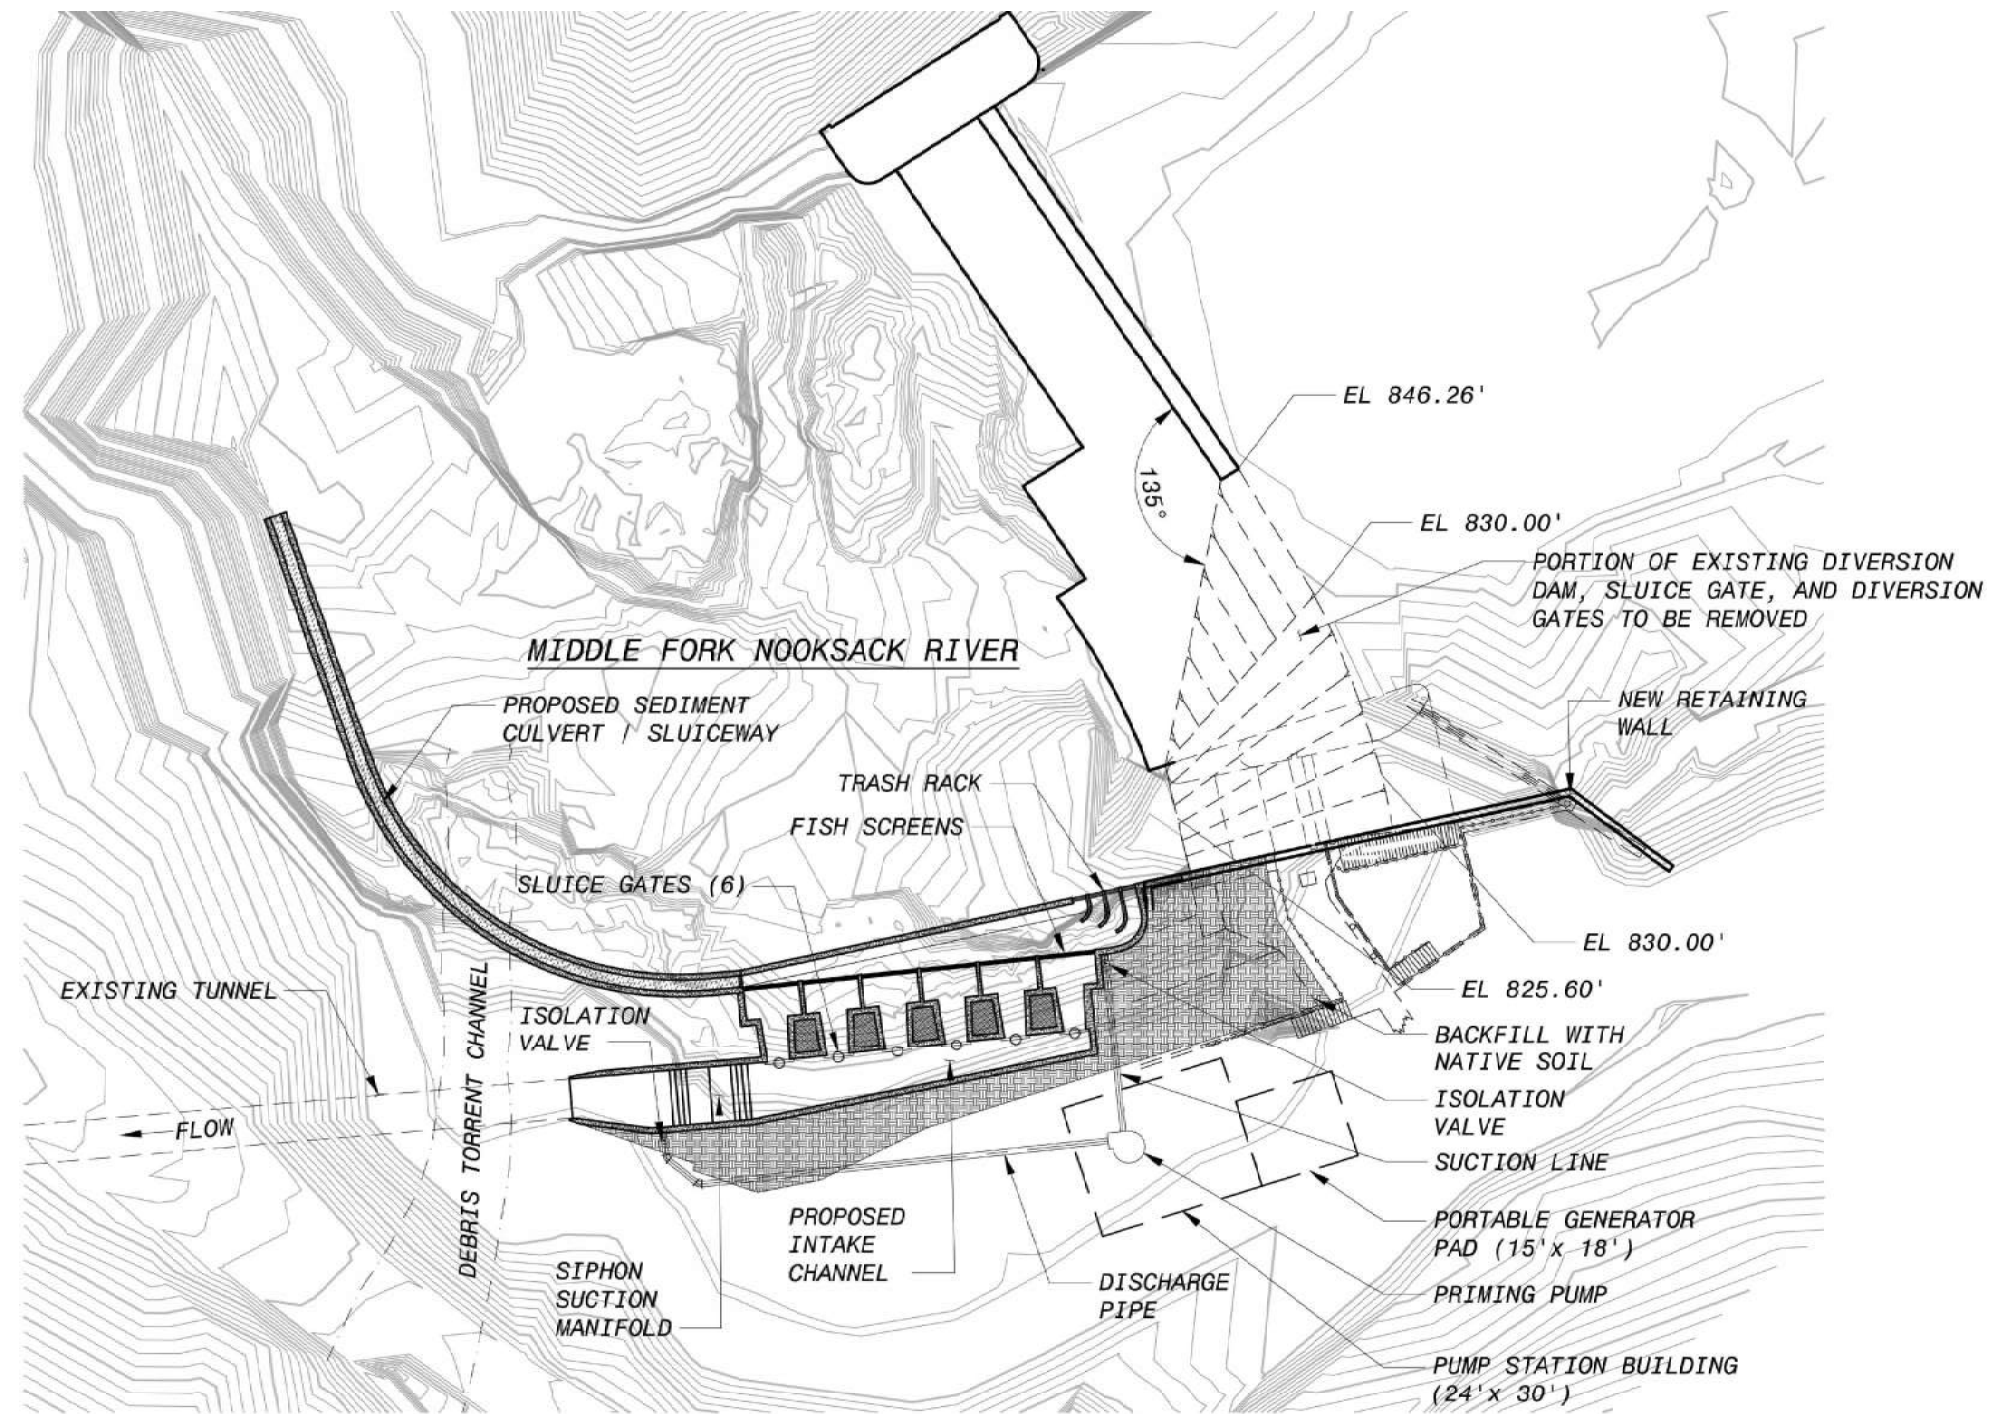 EL 846.26'
135°
EL 830.00'
PORTION OF EXISTING DIVERSION
DAM, SLUICE GATE, AND DIVERSION
GATES TO BE REMOVED
MIDDLE FORK NOOKSACK RIVER
PROPOSED SEDIMENT
CULVERT / SLUICEWAY
NEW RETAINING
WALL
TRASH RACK
FISH SCREENS
SLUICE GATES (6)
EL 830.00'
EXISTING TUNNEL
EL 825.60'
ISOLATION
VALVE
BACKFILL WITH
NATIVE SOIL
ISOLATION
VALVE
FLOW
DEBRIS TORRENT CHANNEL
SUCTION LINE
PROPOSED
INTAKE
CHANNEL
PORTABLE GENERATOR
PAD (15'x 18')
SIPHON
SUCTION
MANIFOLD
DISCHARGE
PIPE
PRIMING PUMP
PUMP STATION BUILDING
(24'x 30')